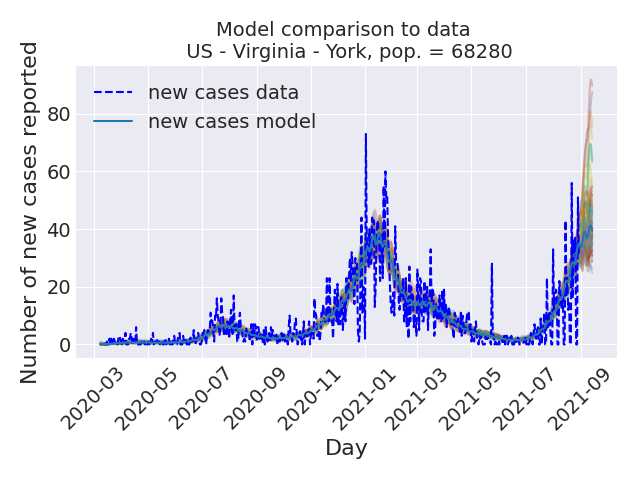 Model comparison to data
US - Virginia - York, pop. = 68280
Number of new cases reported
new cases data
new cases model
80
60
40
20
0
2020-03
2020-05
2020-07
2020-09
2020-11
2021-01
2021-03
2021-05
2021-07
2021-09
Day